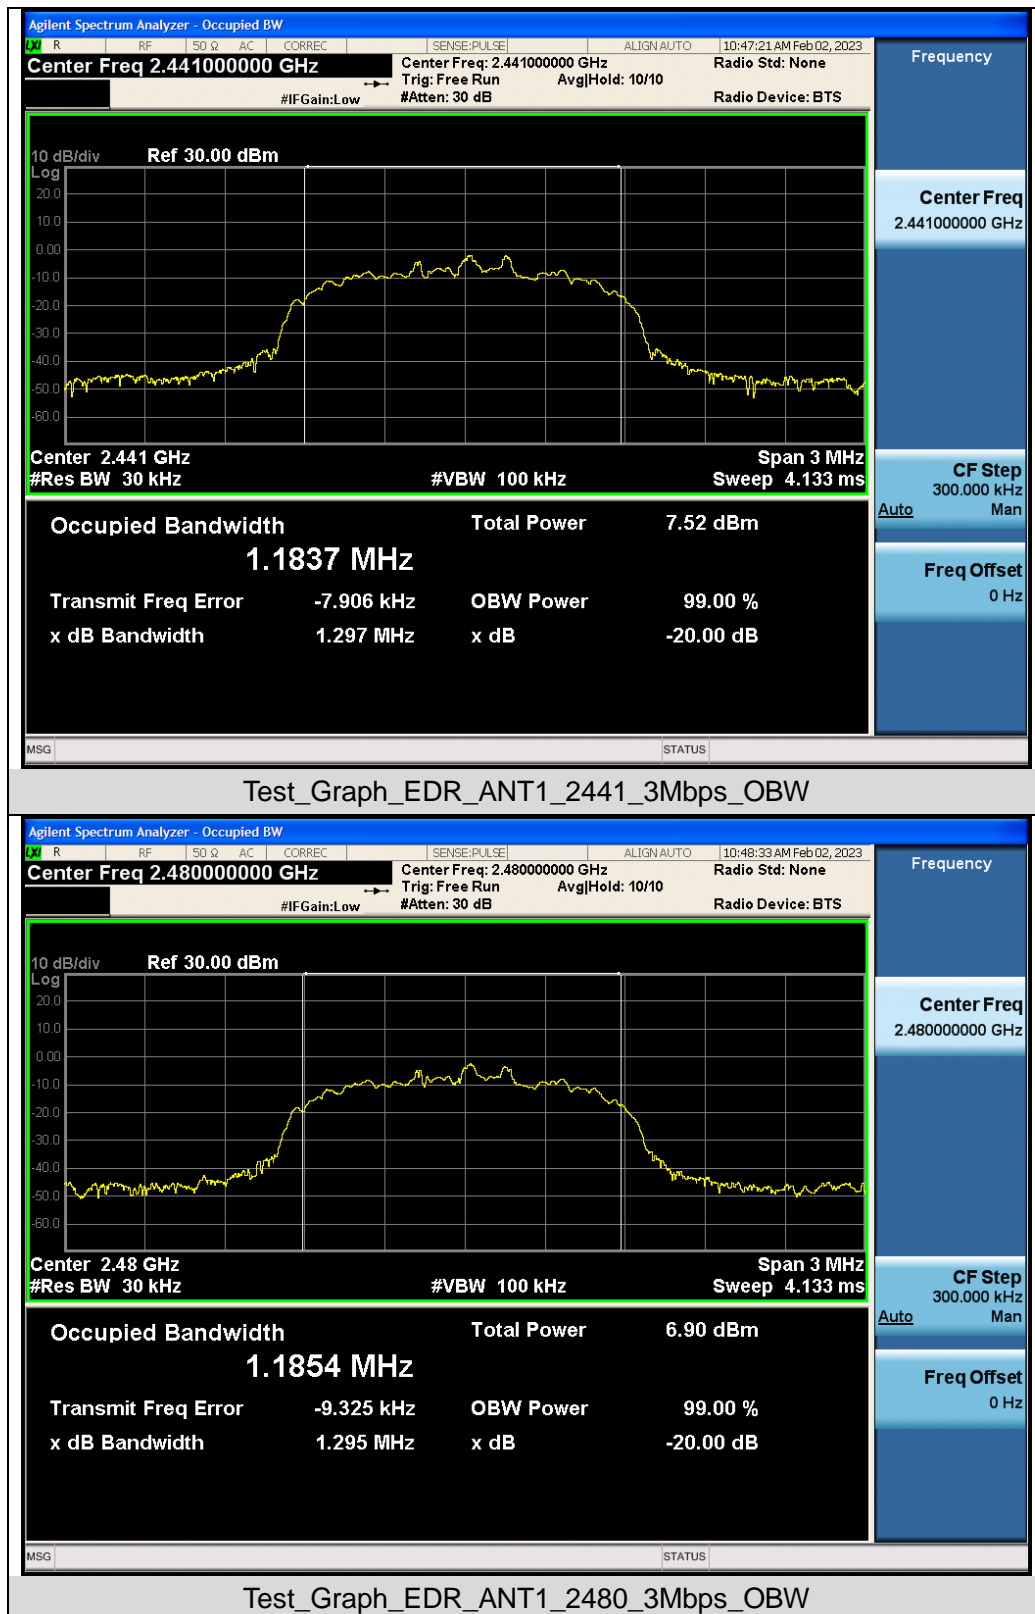 Agilent Spectrum Analyzer - Occupied BW
LXI R RF 50 Ω AC CORREC SENSE:PULSE ALIGN AUTO 10:47:21 AM Feb 02, 2023
Center Freq 2.441000000 GHz
Center Freq: 2.441000000 GHz
Radio Std: None
Trig: Free Run Avg|Hold: 10/10
#IFGain:Low
#Atten: 30 dB
Radio Device: BTS
10 dB/div Ref 30.00 dBm
Log
20.0
10.0
0.00
-10.0
-20.0
-30.0
-40.0
-50.0
-60.0
Center 2.441 GHz Span 3 MHz
#Res BW 30 kHz #VBW 100 kHz Sweep 4.133 ms
Occupied Bandwidth Total Power 7.52 dBm
1.1837 MHz
Transmit Freq Error -7.906 kHz OBW Power 99.00 %
x dB Bandwidth 1.297 MHz x dB -20.00 dB
MSG STATUS
Frequency
Center Freq
2.441000000 GHz
CF Step
300.000 kHz
Auto Man
Freq Offset
0 Hz
Test_Graph_EDR_ANT1_2441_3Mbps_OBW
Agilent Spectrum Analyzer - Occupied BW
LXI R RF 50 Ω AC CORREC SENSE:PULSE ALIGN AUTO 10:48:33 AM Feb 02, 2023
Center Freq 2.480000000 GHz
Center Freq: 2.480000000 GHz
Radio Std: None
Trig: Free Run Avg|Hold: 10/10
#IFGain:Low
#Atten: 30 dB
Radio Device: BTS
10 dB/div Ref 30.00 dBm
Log
20.0
10.0
0.00
-10.0
-20.0
-30.0
-40.0
-50.0
-60.0
Center 2.48 GHz Span 3 MHz
#Res BW 30 kHz #VBW 100 kHz Sweep 4.133 ms
Occupied Bandwidth Total Power 6.90 dBm
1.1854 MHz
Transmit Freq Error -9.325 kHz OBW Power 99.00 %
x dB Bandwidth 1.295 MHz x dB -20.00 dB
MSG STATUS
Frequency
Center Freq
2.480000000 GHz
CF Step
300.000 kHz
Auto Man
Freq Offset
0 Hz
Test_Graph_EDR_ANT1_2480_3Mbps_OBW